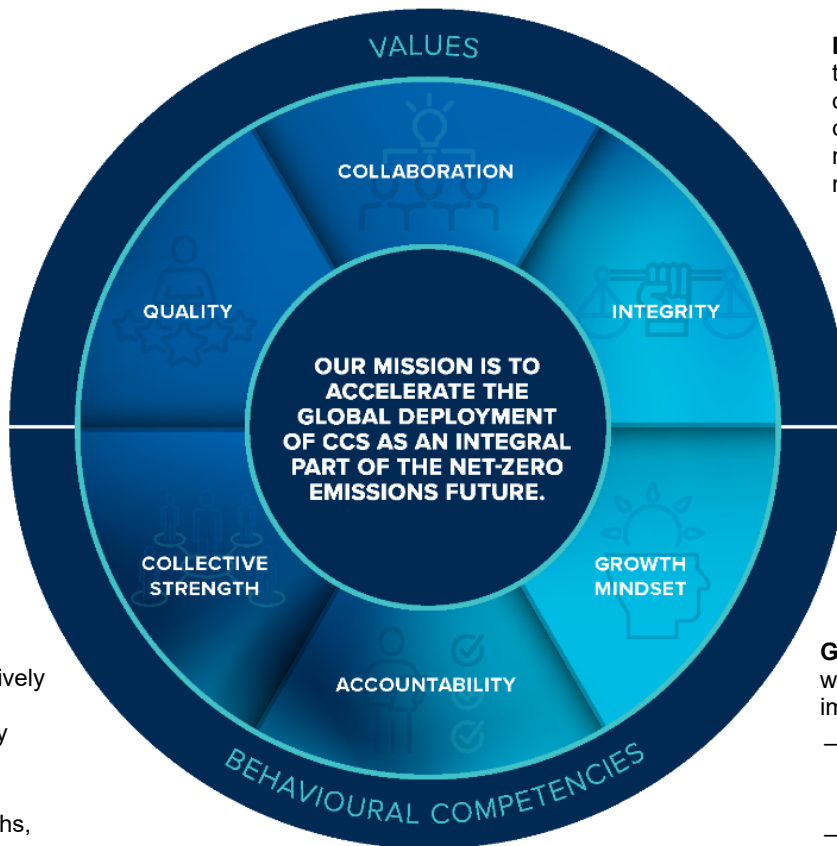 VALUES
COLLABORATION
QUALITY
INTEGRITY
OUR MISSION IS TO
ACCELERATE THE
GLOBAL DEPLOYMENT
OF CCS AS AN INTEGRAL
PART OF THE NET-ZERO
EMISSIONS FUTURE.
COLLECTIVE
STRENGTH
GROWTH
MINDSET
ACCOUNTABILITY
BEHAVIOURAL COMPETENCIES